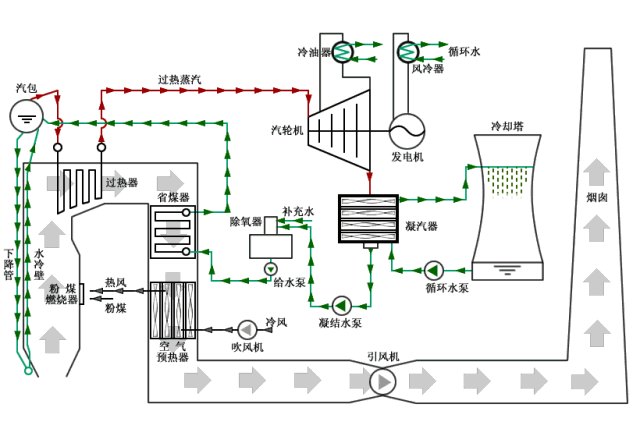 冷油器
循环水
风冷器
汽包
过热蒸汽
汽轮机
发电机
冷却塔
过热器
省煤器
烟卤
除氧器
补充水
凝汽器
下降管
水冷壁
给水泵
循环水泵
热风
粉 煤
燃烧器
粉煤
凝结水泵
冷风
吹风机
空 气
预热器
引风机